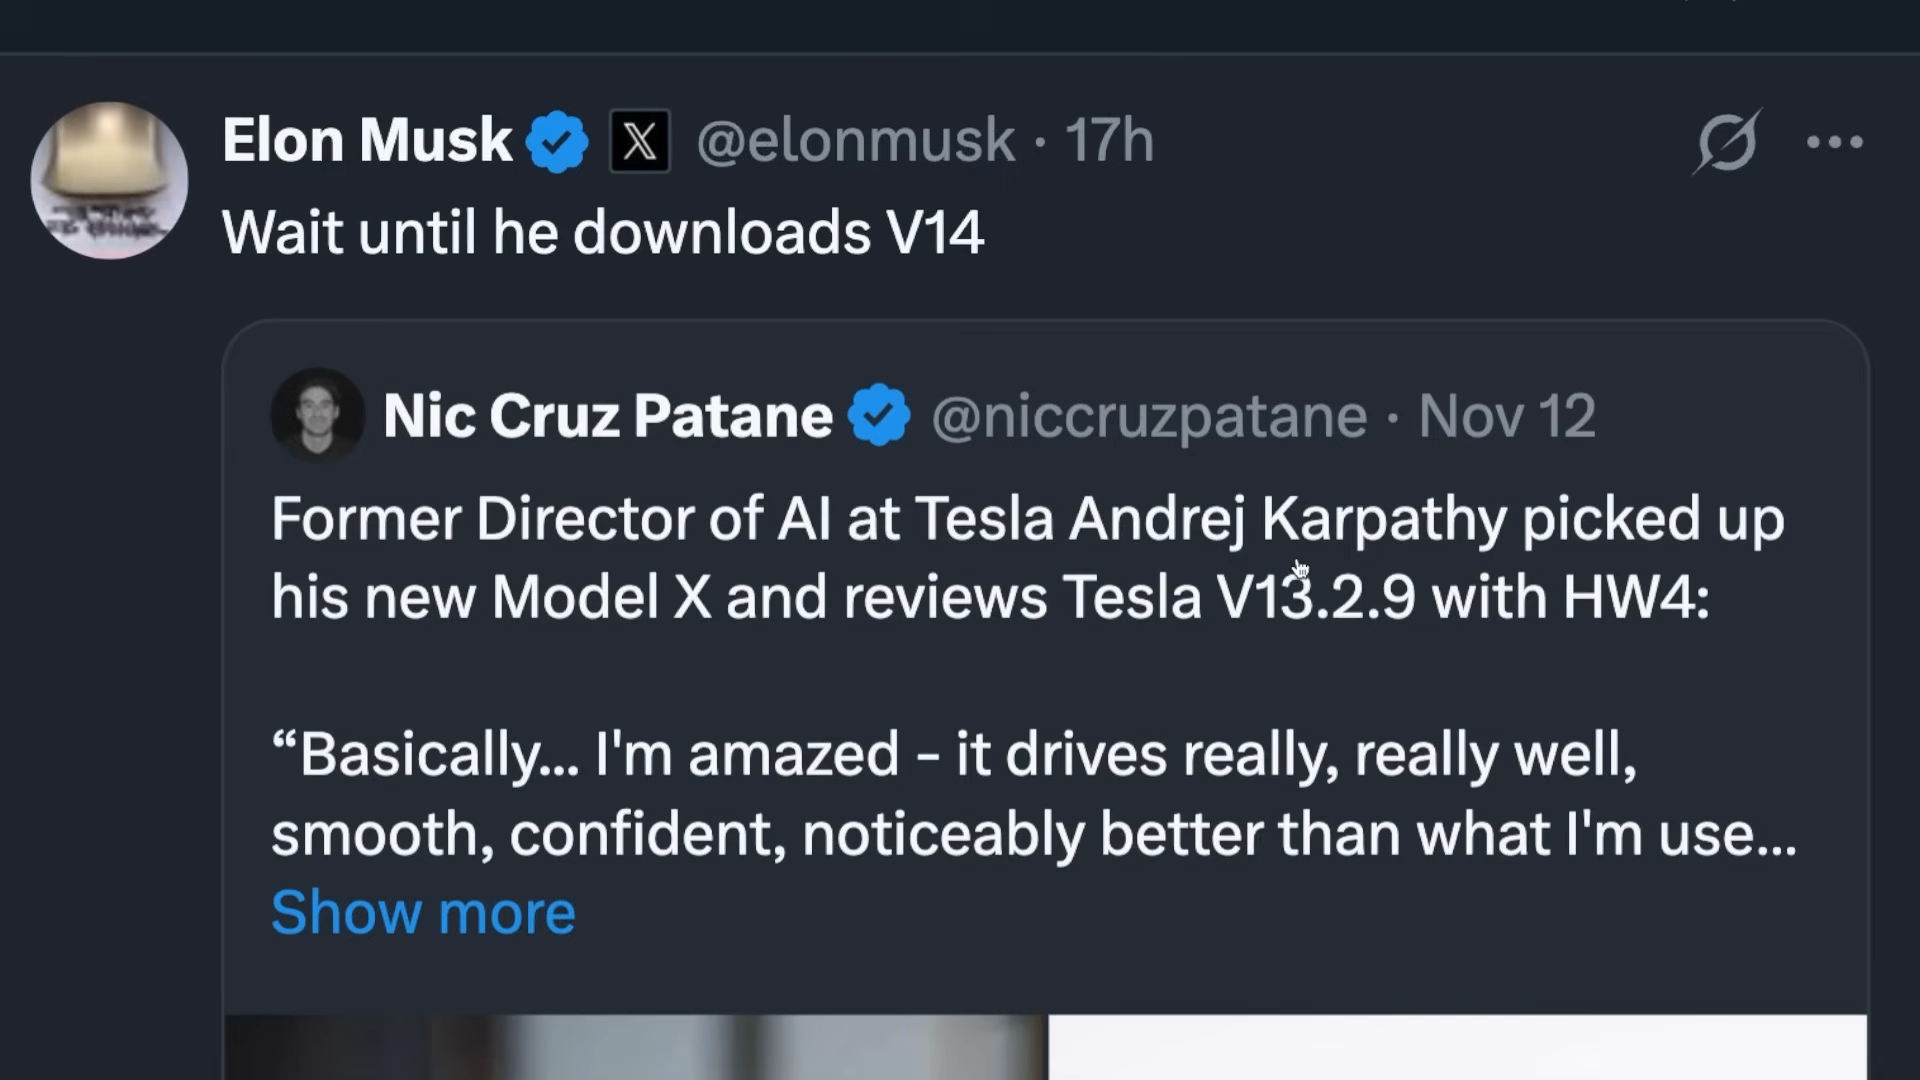 Elon Musk @elonmusk · 17h
Wait until he downloads V14
Nic Cruz Patane @niccruzpatane · Nov 12
Former Director of AI at Tesla Andrej Karpathy picked up
his new Model X and reviews Tesla V13.2.9 with HW4:
“Basically... I'm amazed - it drives really, really well,
smooth, confident, noticeably better than what I'm use...
Show more